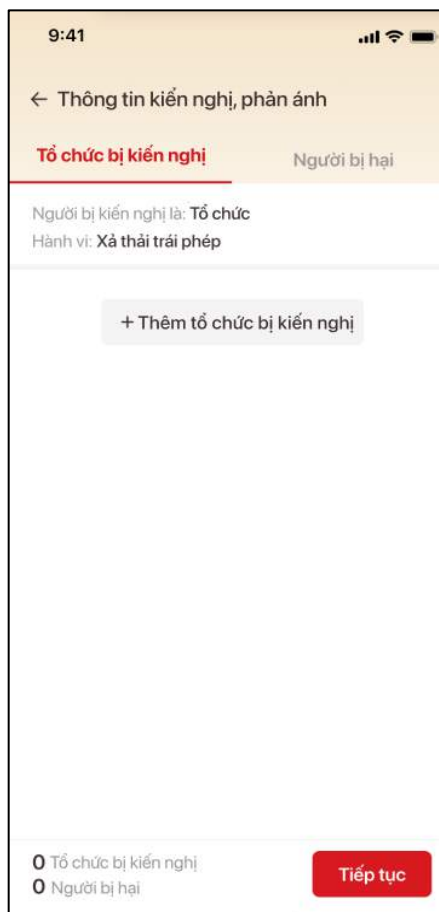 9:41
← Thông tin kiến nghị, phản ánh
Tổ chức bị kiến nghị
Người bị hại
Người bị kiến nghị là: Tổ chức
Hành vi: Xả thải trái phép
+ Thêm tổ chức bị kiến nghị
0 Tổ chức bị kiến nghị
0 Người bị hại
Tiếp tục